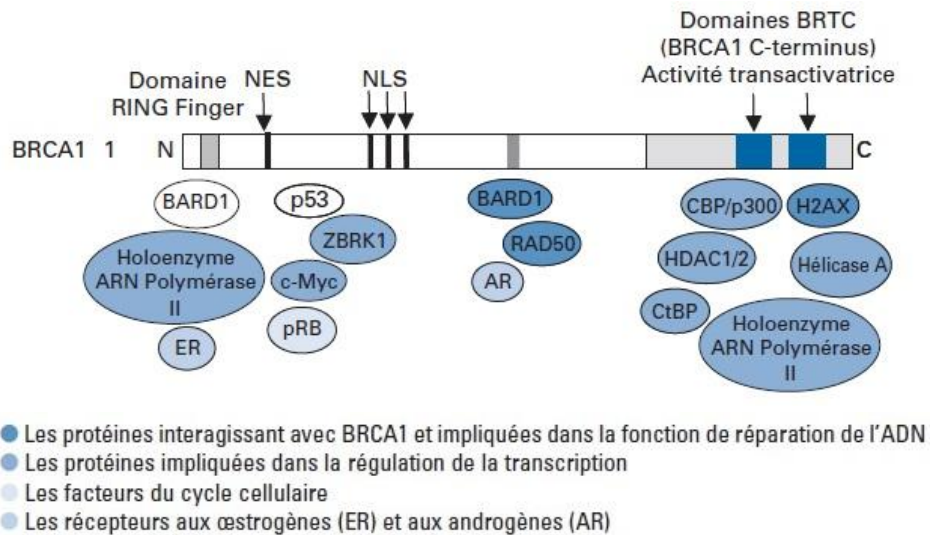 Domaines BRTC
(BRCA1 C-terminus)
Activité transactivatrice
Domaine
RING Finger
NES
NLS
BRCA1 1 N
C
BARD1
p53
BARD1
CBP/p300
H2AX
ZBRK1
RAD50
Holoenzyme
ARN Polymérase
II
c-Myc
AR
HDAC1/2
Hélicase A
pRB
CtBP
ER
Holoenzyme
ARN Polymérase
II
Les protéines interagissant avec BRCA1 et impliquées dans la fonction de réparation de l'ADN
Les protéines impliquées dans la régulation de la transcription
Les facteurs du cycle cellulaire
Les récepteurs aux œstrogènes (ER) et aux androgènes (AR)